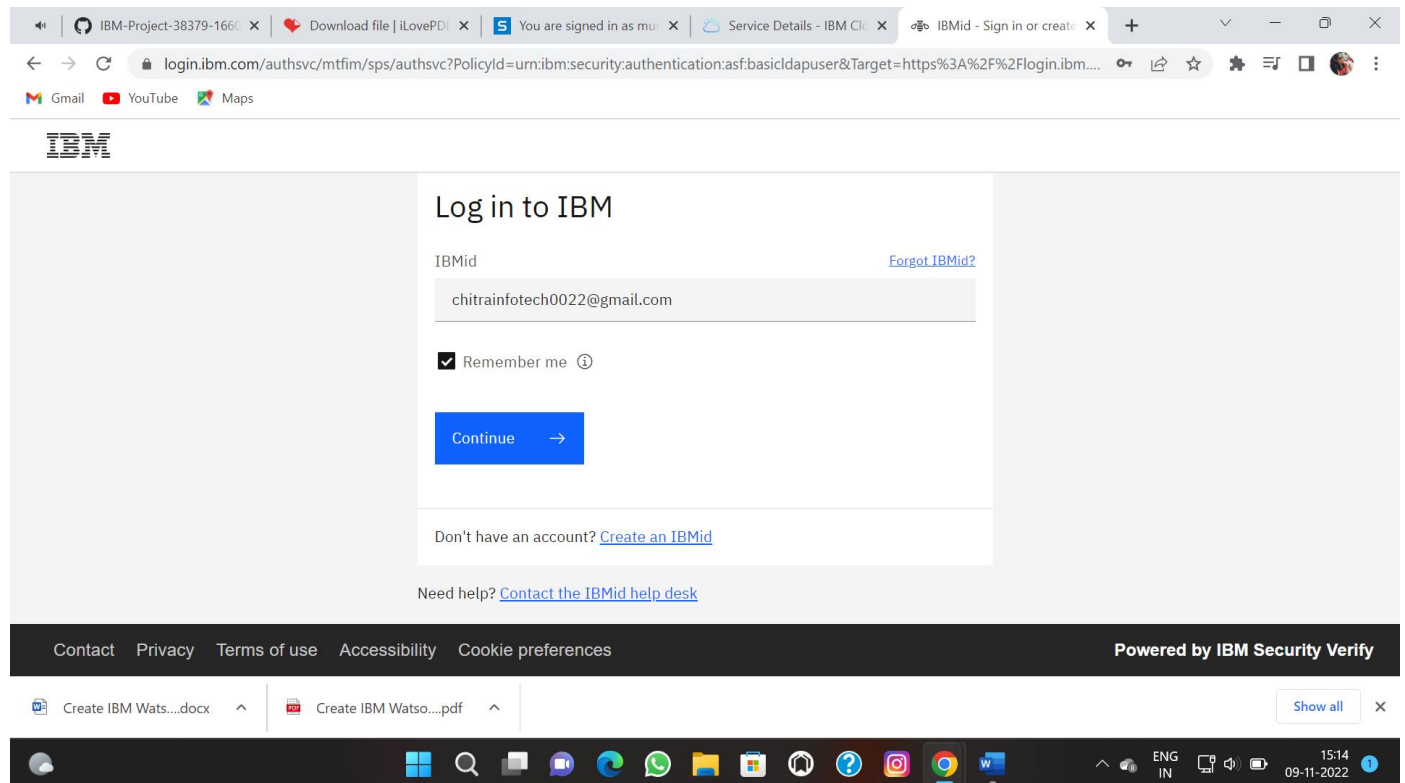 IBM-Project-38379-1660
Download file | iLovePDF
You are signed in as mur
Service Details - IBM Clo
IBMid - Sign in or create
login.ibm.com/authsvc/mtfim/sps/authsvc?PolicyId=urn:ibm:security:authentication:asf:basicldapuser&Target=https%3A%2F%2Flogin.ibm....
Gmail YouTube Maps
IBM
Log in to IBM
IBMid Forgot IBMid?
chitrainfotech0022@gmail.com
Remember me
Continue
Don't have an account? Create an IBMid
Need help? Contact the IBMid help desk
Contact Privacy Terms of use Accessibility Cookie preferences Powered by IBM Security Verify
Create IBM Wats....docx Create IBM Watso....pdf Show all
ENG 15:14
IN 09-11-2022 1